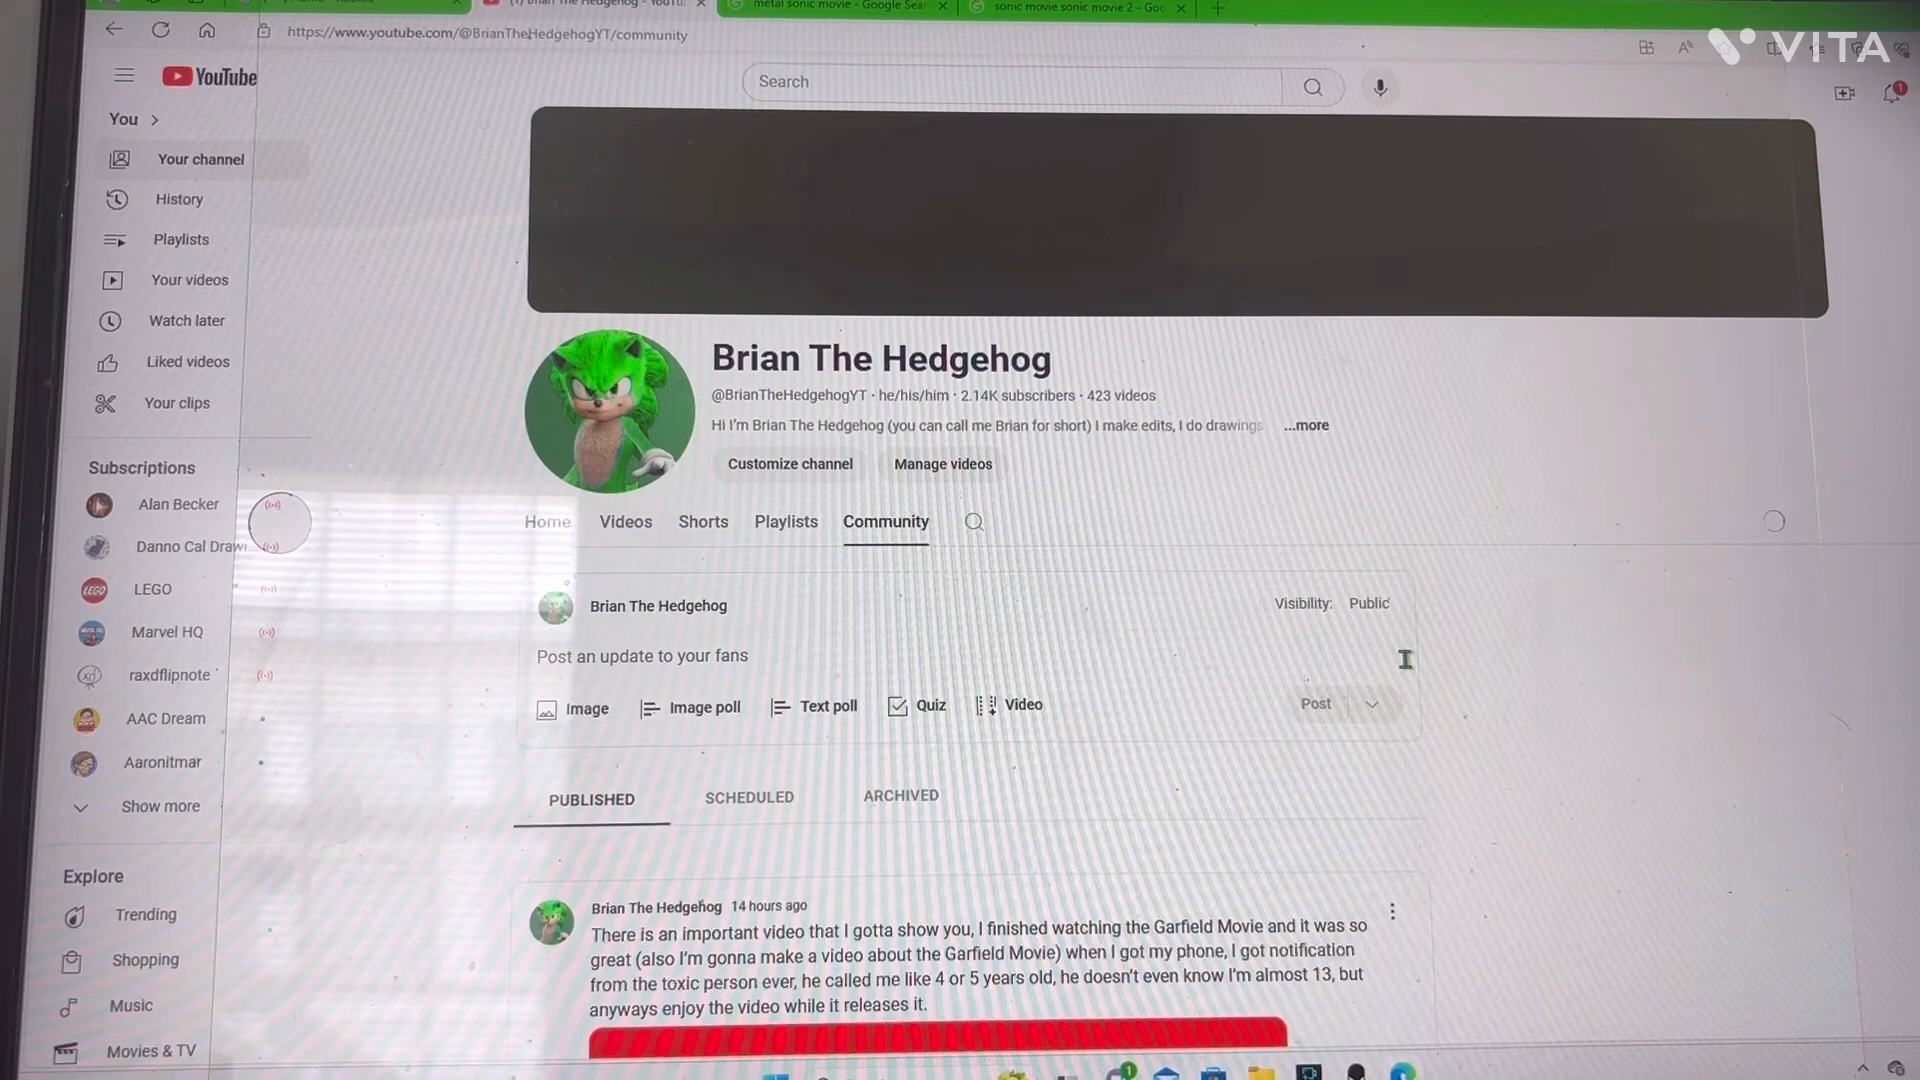 metal sonic movie - Google Sear
sonic movie sonic movie 2 - Goo
https://www.youtube.com/@BrianTheHedgehogYT/community
VITA
YouTube
Search
1
You
Your channel
History
Playlists
Your videos
Watch later
Liked videos
Your clips
Subscriptions
Alan Becker
Danno Cal Drawi...
LEGO
LEGO
Marvel HQ
raxdflipnote
AAC Dream
Aaronitmar
Show more
Explore
Trending
Shopping
Music
Movies & TV
Brian The Hedgehog
@BrianTheHedgehogYT · he/his/him · 2.14K subscribers · 423 videos
Hi I'm Brian The Hedgehog (you can call me Brian for short) I make edits, I do drawings ...more
Customize channel Manage videos
Home Videos Shorts Playlists Community
Brian The Hedgehog Visibility: Public
Post an update to your fans
Image Image poll Text poll Quiz Video Post
PUBLISHED SCHEDULED ARCHIVED
Brian The Hedgehog 14 hours ago
There is an important video that I gotta show you, I finished watching the Garfield Movie and it was so
great (also I'm gonna make a video about the Garfield Movie) when I got my phone, I got notification
from the toxic person ever, he called me like 4 or 5 years old, he doesn't even know I'm almost 13, but
anyways enjoy the video while it releases it.
1